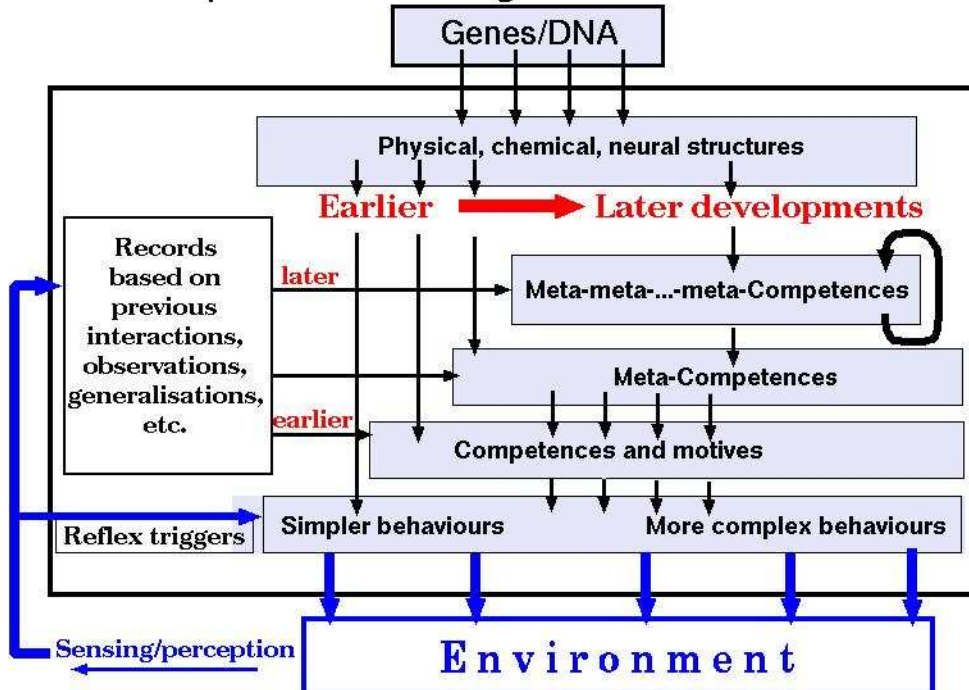 Genes/DNA
Physical, chemical, neural structures
Earlier
Later developments
Records
based on
previous
interactions,
observations,
generalisations,
etc.
later
Meta-meta-...-meta-Competences
Meta-Competences
earlier
Competences and motives
Reflex triggers
Simpler behaviours
More complex behaviours
Sensing/perception
Environment